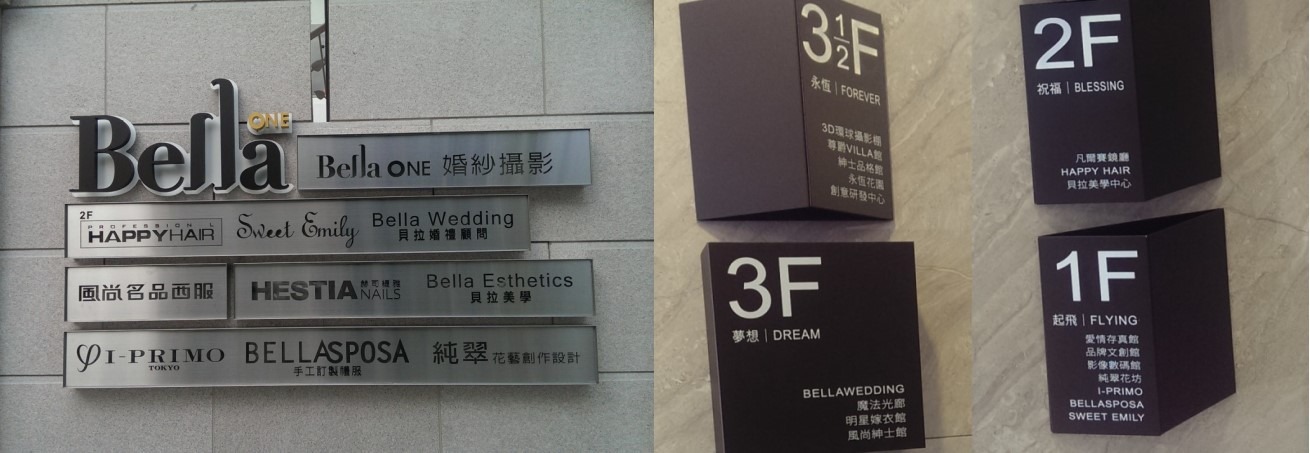 Bella ONE
Bella ONE 婚紗攝影
2F
PROFESSIONAL
HAPPYHAIR
Sweet Emily
Bella Wedding
貝拉婚禮顧問
風尚名品西服
HESTIA NAILS
Bella Esthetics
貝拉美學
I-PRIMO
TOKYO
BELLASPOSA
手工訂製禮服
純翠花藝創作設計
3 1/2 F
永恆 | FOREVER
3D環球攝影棚
尊爵VILLA館
紳士品格館
永恆花園
創意研發中心
3F
夢想 | DREAM
BELLAWEDDING
魔法光廊
明星嫁衣館
風尚紳士館
2F
祝福 | BLESSING
凡爾賽鏡廳
HAPPY HAIR
貝拉美學中心
1F
起飛 | FLYING
愛情存真館
品牌文創館
影像數碼館
純翠花坊
I-PRIMO
BELLASPOSA
SWEET EMILY